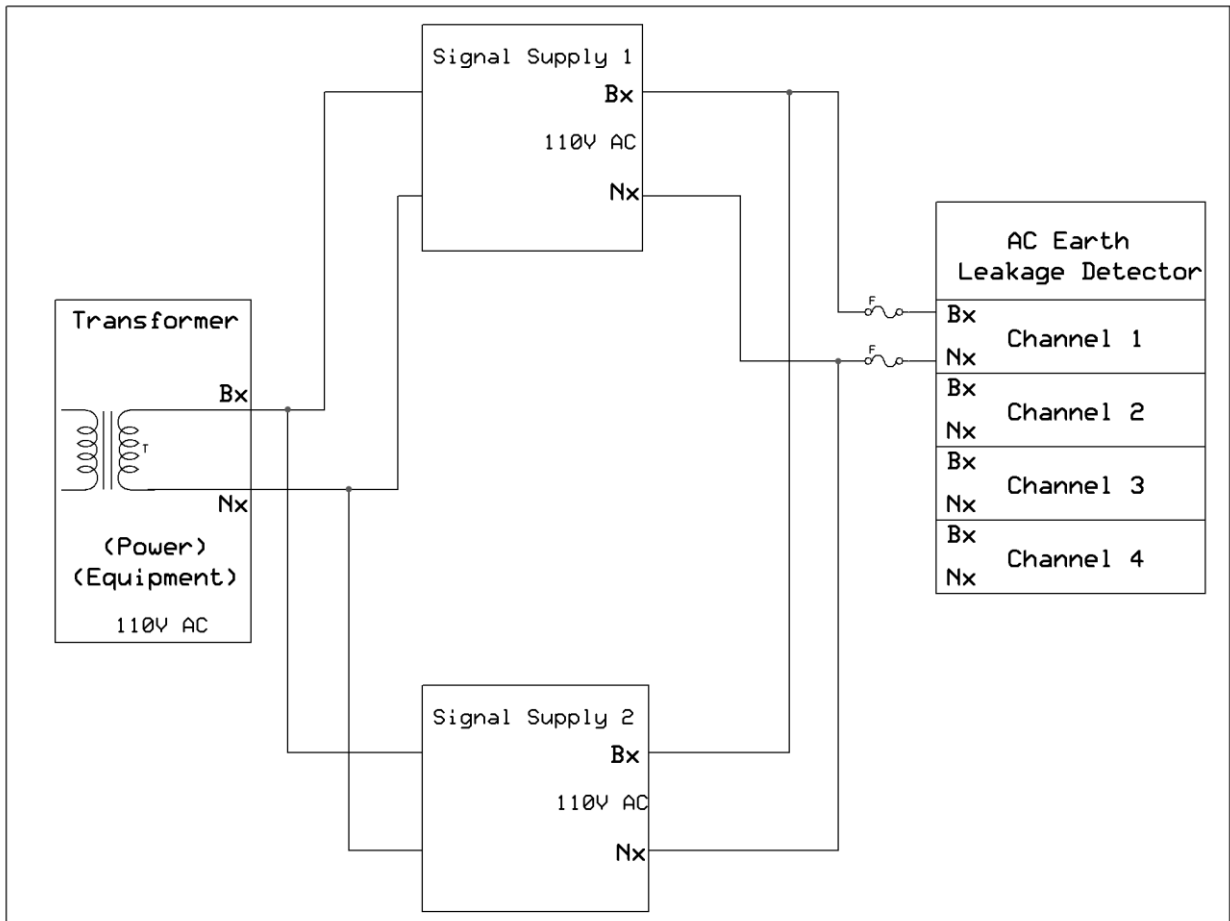 Signal Supply 1
Bx
110V AC
Nx
AC Earth
Leakage Detector
F
Bx
Channel 1
F
Nx
Bx
Channel 2
Nx
Bx
Channel 3
Nx
Bx
Channel 4
Nx
Transformer
Bx
T
Nx
(Power)
(Equipment)
110V AC
Signal Supply 2
Bx
110V AC
Nx